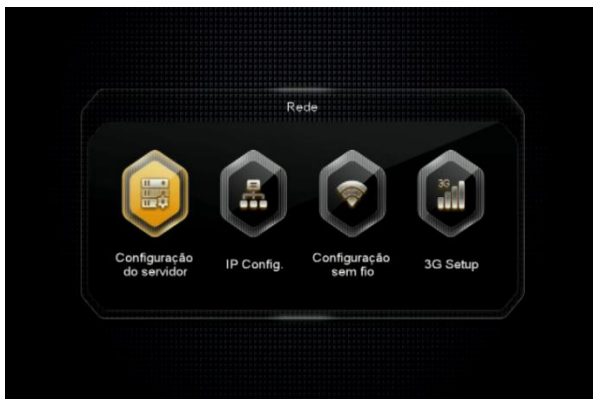 Rede
3G
Configuração
do servidor
IP Config.
Configuração
sem fio
3G Setup